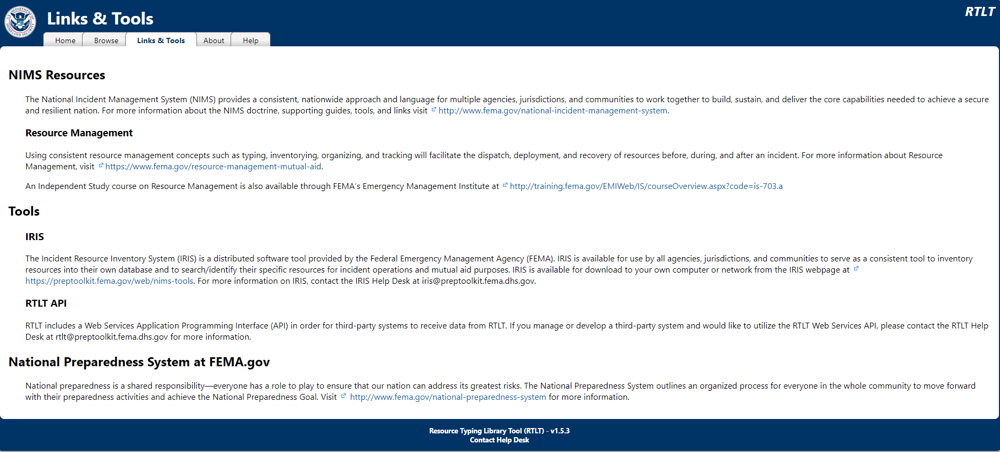 Links & Tools
RTLT
Home
Browse
Links & Tools
About
Help
NIMS Resources
The National Incident Management System (NIMS) provides a consistent, nationwide approach and language for multiple agencies, jurisdictions, and communities to work together to build, sustain, and deliver the core capabilities needed to achieve a secure
and resilient nation. For more information about the NIMS doctrine, supporting guides, tools, and links visit http://www.fema.gov/national-incident-management-system.
Resource Management
Using consistent resource management concepts such as typing, inventorying, organizing, and tracking will facilitate the dispatch, deployment, and recovery of resources before, during, and after an incident. For more information about Resource
Management, visit https://www.fema.gov/resource-management-mutual-aid.
An Independent Study course on Resource Management is also available through FEMA's Emergency Management Institute at http://training.fema.gov/EMIWeb/IS/courseOverview.aspx?code=is-703.a
Tools
IRIS
The Incident Resource Inventory System (IRIS) is a distributed software tool provided by the Federal Emergency Management Agency (FEMA). IRIS is available for use by all agencies, jurisdictions, and communities to serve as a consistent tool to inventory
resources into their own database and to search/identify their specific resources for incident operations and mutual aid purposes. IRIS is available for download to your own computer or network from the IRIS webpage at
https://preptoolkit.fema.gov/web/nims-tools. For more information on IRIS, contact the IRIS Help Desk at iris@preptoolkit.fema.dhs.gov.
RTLT API
RTLT includes a Web Services Application Programming Interface (API) in order for third-party systems to receive data from RTLT. If you manage or develop a third-party system and would like to utilize the RTLT Web Services API, please contact the RTLT Help
Desk at rtlt@preptoolkit.fema.dhs.gov for more information.
National Preparedness System at FEMA.gov
National preparedness is a shared responsibility—everyone has a role to play to ensure that our nation can address its greatest risks. The National Preparedness System outlines an organized process for everyone in the whole community to move forward
with their preparedness activities and achieve the National Preparedness Goal. Visit http://www.fema.gov/national-preparedness-system for more information.
Resource Typing Library Tool (RTLT) - v1.5.3
Contact Help Desk